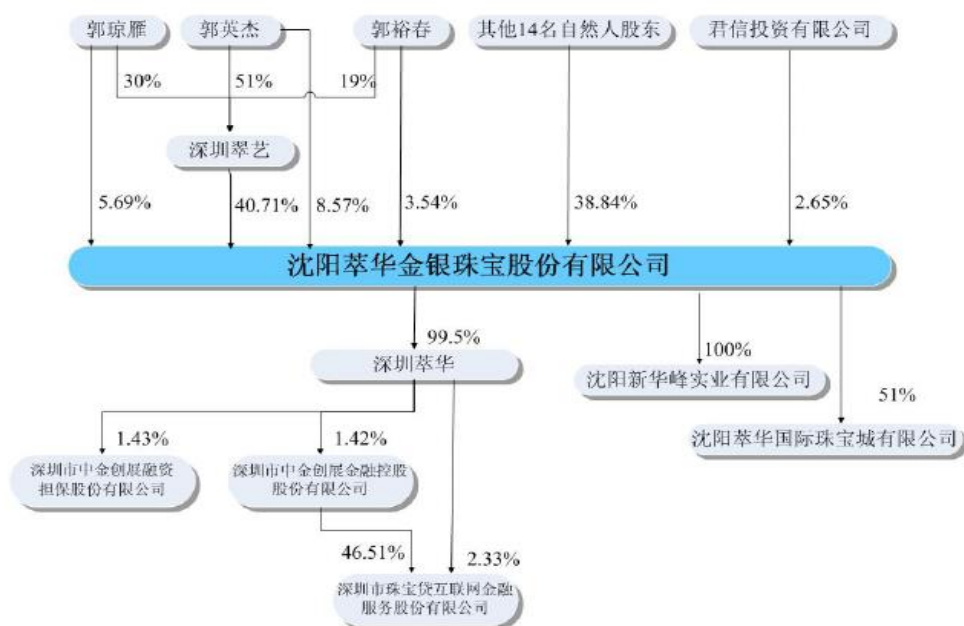 郭琼雁
郭英杰
郭裕春
其他14名自然人股东
君信投资有限公司
30%
51%
19%
深圳翠艺
5.69%
40.71%
8.57%
3.54%
38.84%
2.65%
沈阳萃华金银珠宝股份有限公司
99.5%
深圳萃华
100%
沈阳新华峰实业有限公司
51%
沈阳萃华国际珠宝城有限公司
1.43%
1.42%
深圳市中金创展融资
担保股份有限公司
深圳市中金创展金融控股
股份有限公司
46.51%
2.33%
深圳市珠宝贷互联网金融
服务股份有限公司